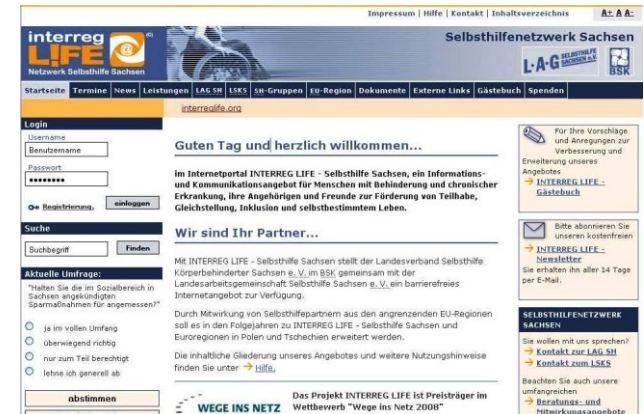 Impressum | Hilfe | Kontakt | Inhaltsverzeichnis A+ A A-
interreg
L!FE @
Netzwerk Selbsthilfe Sachsen
Selbsthilfenetzwerk Sachsen
L·A·G SELBSTHILFE SACHSEN e.V. BSK
Startseite Termine News Leistungen LAG SH LSKS SH-Gruppen EU-Region Dokumente Externe Links Gästebuch Spenden
interreglife.org
Login
Username
Benutzername
Passwort
••••••••
Registrierung. einloggen
Suche
Suchbegriff Finden
Aktuelle Umfrage:
"Halten Sie die im Sozialbereich in
Sachsen angekündigten
Sparmaßnahmen für angemessen?"
ja im vollen Umfang
überwiegend richtig
nur zum Teil berechtigt
lehne ich generell ab
abstimmen
Guten Tag und herzlich willkommen...
im Internetportal INTERREG LIFE - Selbsthilfe Sachsen, ein Informations-
und Kommunikationsangebot für Menschen mit Behinderung und chronischer
Erkrankung, ihre Angehörigen und Freunde zur Förderung von Teilhabe,
Gleichstellung, Inklusion und selbstbestimmtem Leben.
Wir sind Ihr Partner...
Mit INTERREG LIFE - Selbsthilfe Sachsen stellt der Landesverband Selbsthilfe
Körperbehinderter Sachsen e. V. im BSK gemeinsam mit der
Landesarbeitsgemeinschaft Selbsthilfe Sachsen e. V. ein barrierefreies
Internetangebot zur Verfügung.
Durch Mitwirkung von Selbsthilfepartnern aus den angrenzenden EU-Regionen
soll es in den Folgejahren zu INTERREG LIFE - Selbsthilfe Sachsen und
Euroregionen in Polen und Tschechien erweitert werden.
Die inhaltliche Gliederung unseres Angebotes und weitere Nutzungshinweise
finden Sie unter → Hilfe.
WEGE INS NETZ
Das Projekt INTERREG LIFE ist Preisträger im
Wettbewerb "Wege ins Netz 2008"
Für Ihre Vorschläge
und Anregungen zur
Verbesserung und
Erweiterung unseres
Angebotes
→ INTERREG LIFE -
Gästebuch
Bitte abonnieren Sie
unseren kostenfreien
→ INTERREG LIFE -
Newsletter
Sie erhalten ihn aller 14 Tage
per E-Mail.
SELBSTHILFENETZWERK
SACHSEN
Sie wollen mit uns sprechen?
→ Kontakt zur LAG SH
→ Kontakt zum LSKS
Beachten Sie auch unsere
umfangreichen
→ Beratungs- und
Mitwirkungsangebote